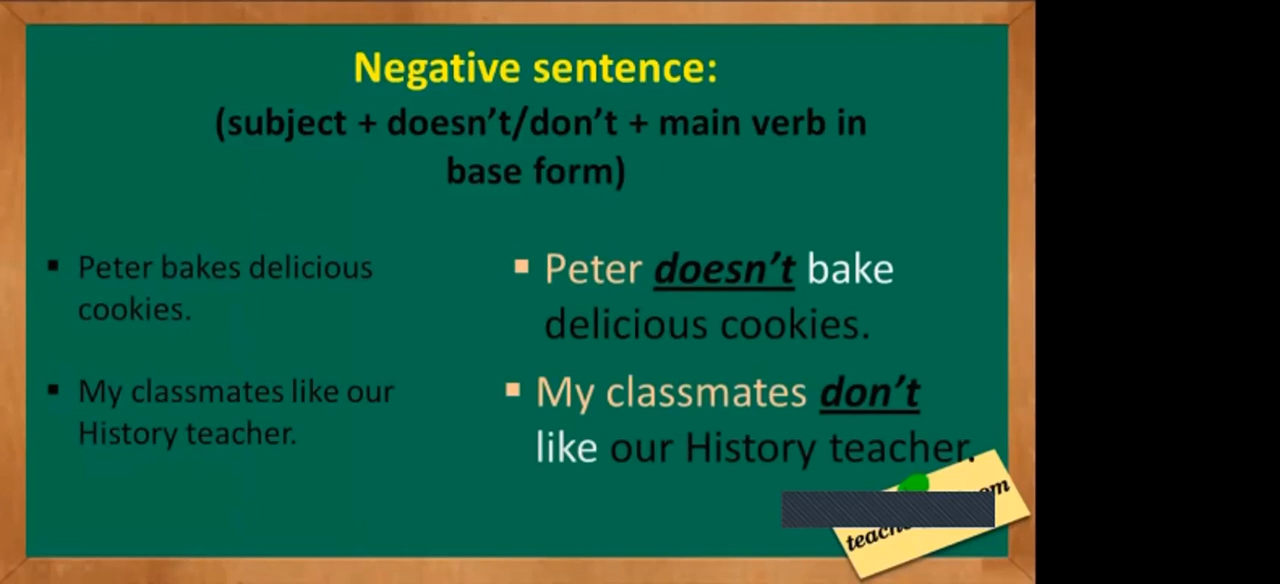 Negative sentence:
(subject + doesn't/don't + main verb in
base form)
▪ Peter bakes delicious
cookies.
▪ My classmates like our
History teacher.
▪ Peter doesn't bake
delicious cookies.
▪ My classmates don't
like our History teacher.